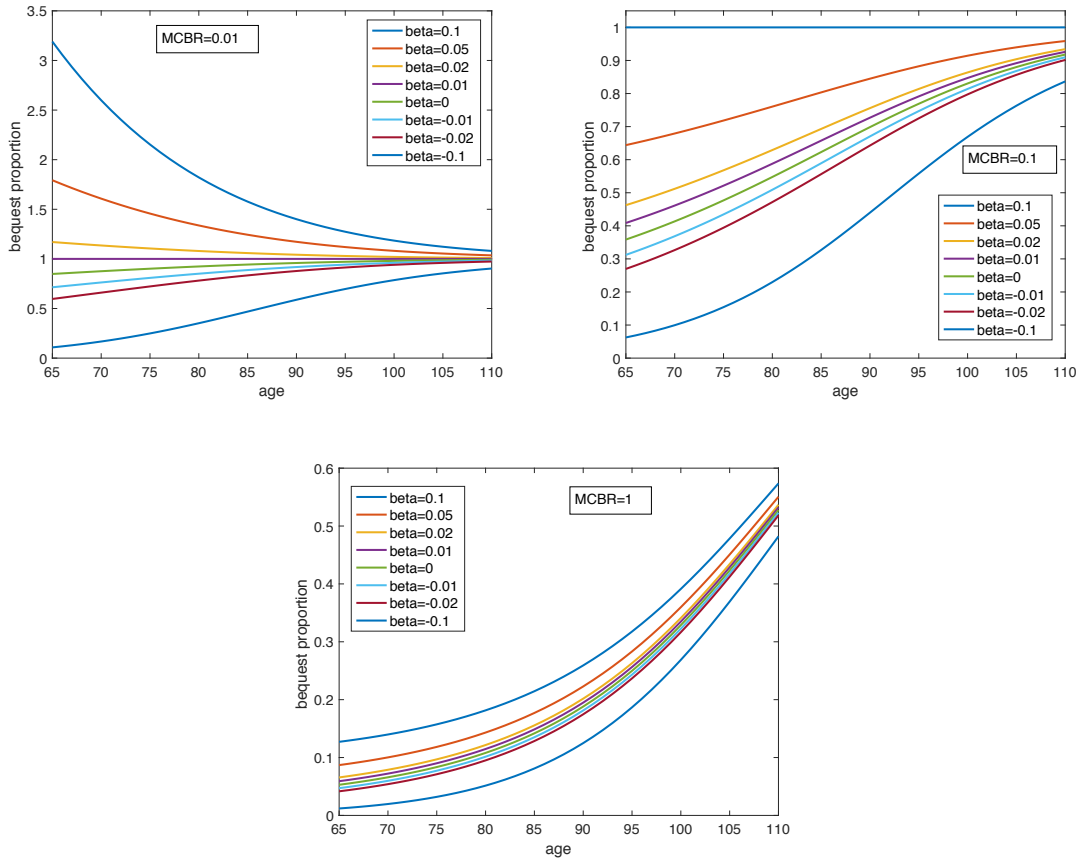 3.5
3
2.5
2
1.5
1
0.5
0
65 70 75 80 85 90 95 100 105 110
age
bequest proportion
MCBR=0.01
beta=0.1
beta=0.05
beta=0.02
beta=0.01
beta=0
beta=-0.01
beta=-0.02
beta=-0.1
1
0.9
0.8
0.7
0.6
0.5
0.4
0.3
0.2
0.1
0
65 70 75 80 85 90 95 100 105 110
age
bequest proportion
MCBR=0.1
beta=0.1
beta=0.05
beta=0.02
beta=0.01
beta=0
beta=-0.01
beta=-0.02
beta=-0.1
0.6
0.5
0.4
0.3
0.2
0.1
0
65 70 75 80 85 90 95 100 105 110
age
bequest proportion
MCBR=1
beta=0.1
beta=0.05
beta=0.02
beta=0.01
beta=0
beta=-0.01
beta=-0.02
beta=-0.1